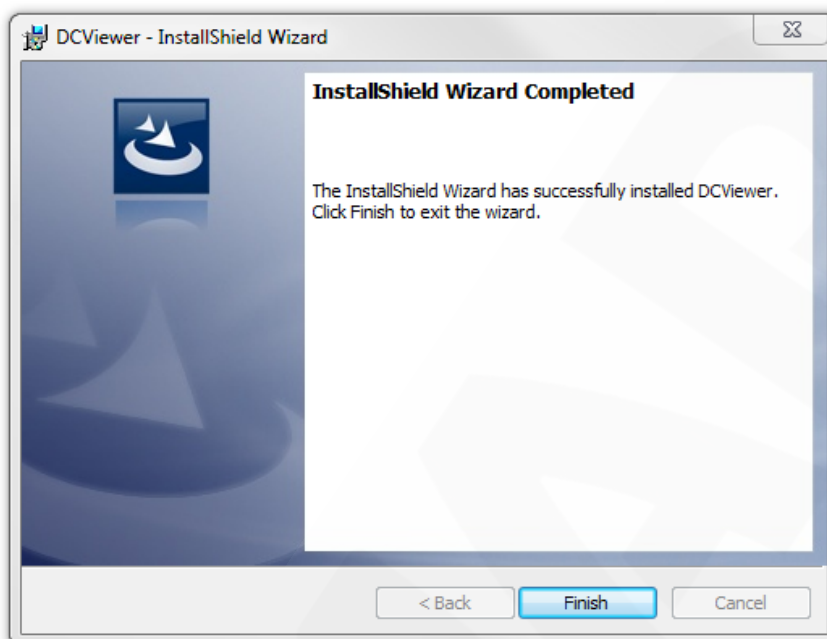 DCViewer - InstallShield Wizard
InstallShield Wizard Completed
The InstallShield Wizard has successfully installed DCViewer.
Click Finish to exit the wizard.
< Back
Finish
Cancel